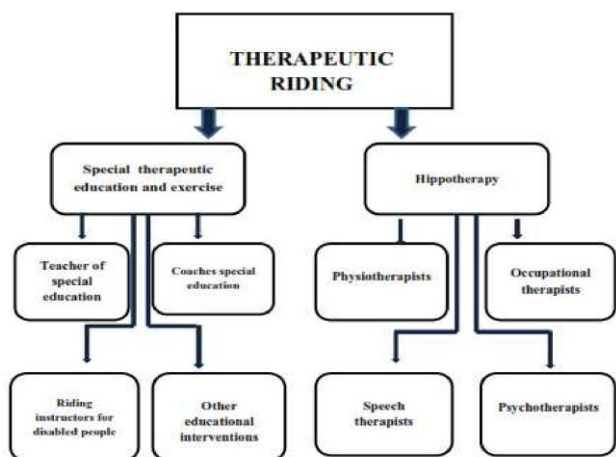 THERAPEUTIC
RIDING
Special therapeutic
education and exercise
Hippotherapy
Teacher of
special
education
Coaches special
education
Physiotherapists
Occupational
therapists
Riding
instructors for
disabled people
Other
educational
interventions
Speech
therapists
Psychotherapists